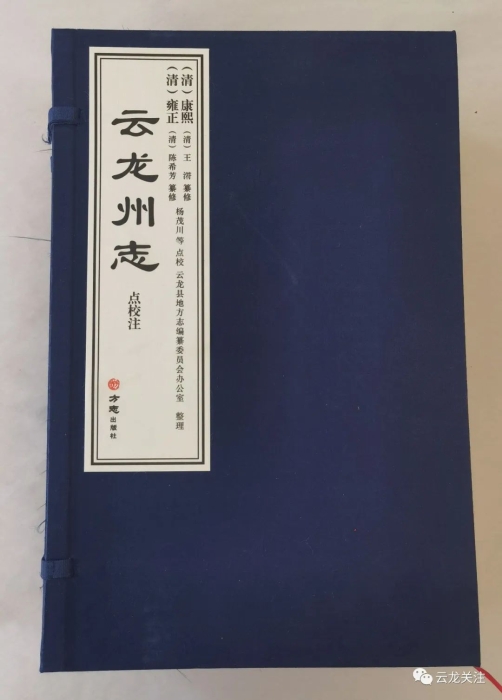 （清）康熙（清）王 纂修
（清）雍正（清）陈希芳 纂修
杨茂川等 点校 云龙县地方志编纂委员会办公室 整理
云龙州志 点校注
方志出版社
云龙关注